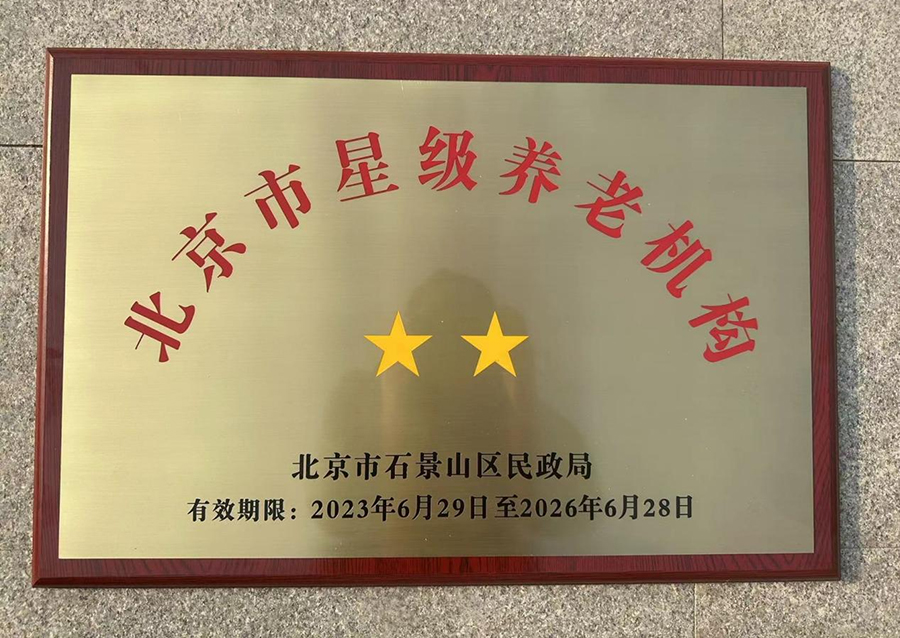 北京市星级养老机构
北京市石景山区民政局
有效期限：2023年6月29日至2026年6月28日